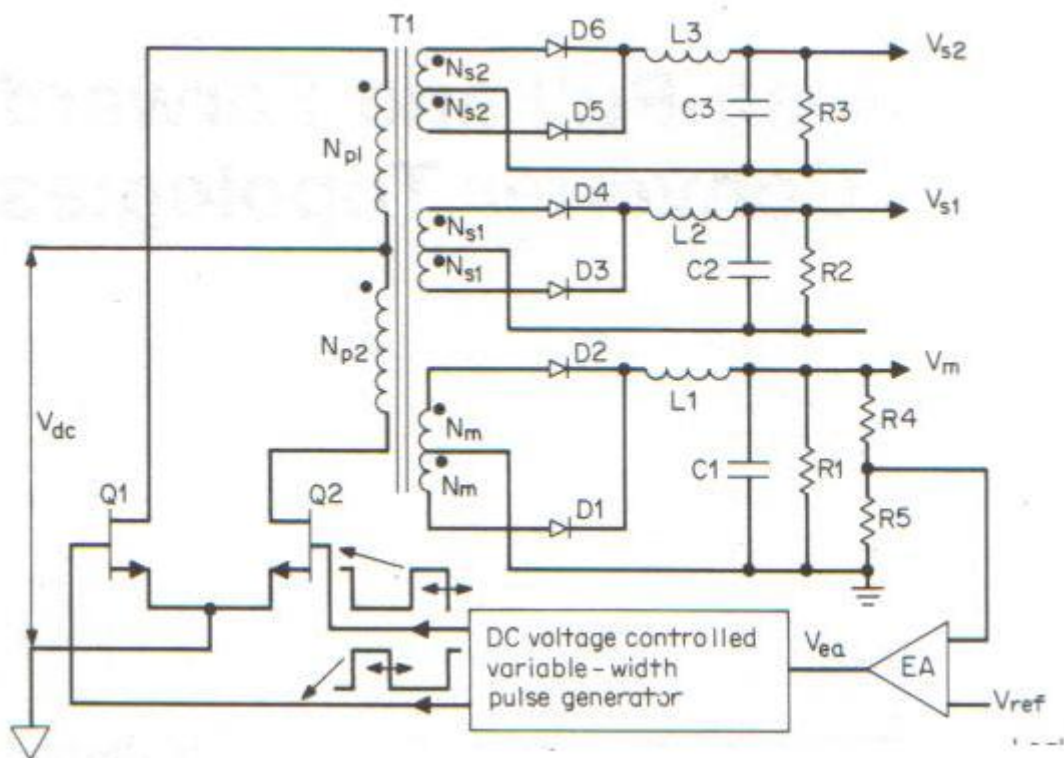 T1
D6
L3
Vs2
Ns2
Ns2
D5
C3
R3
Np1
D4
Vs1
Ns1
L2
Ns1
D3
C2
R2
Np2
D2
Vm
L1
R4
Vdc
Nm
Nm
C1
R1
Q1
Q2
D1
R5
DC voltage controlled
variable-width
pulse generator
Vea
EA
Vref